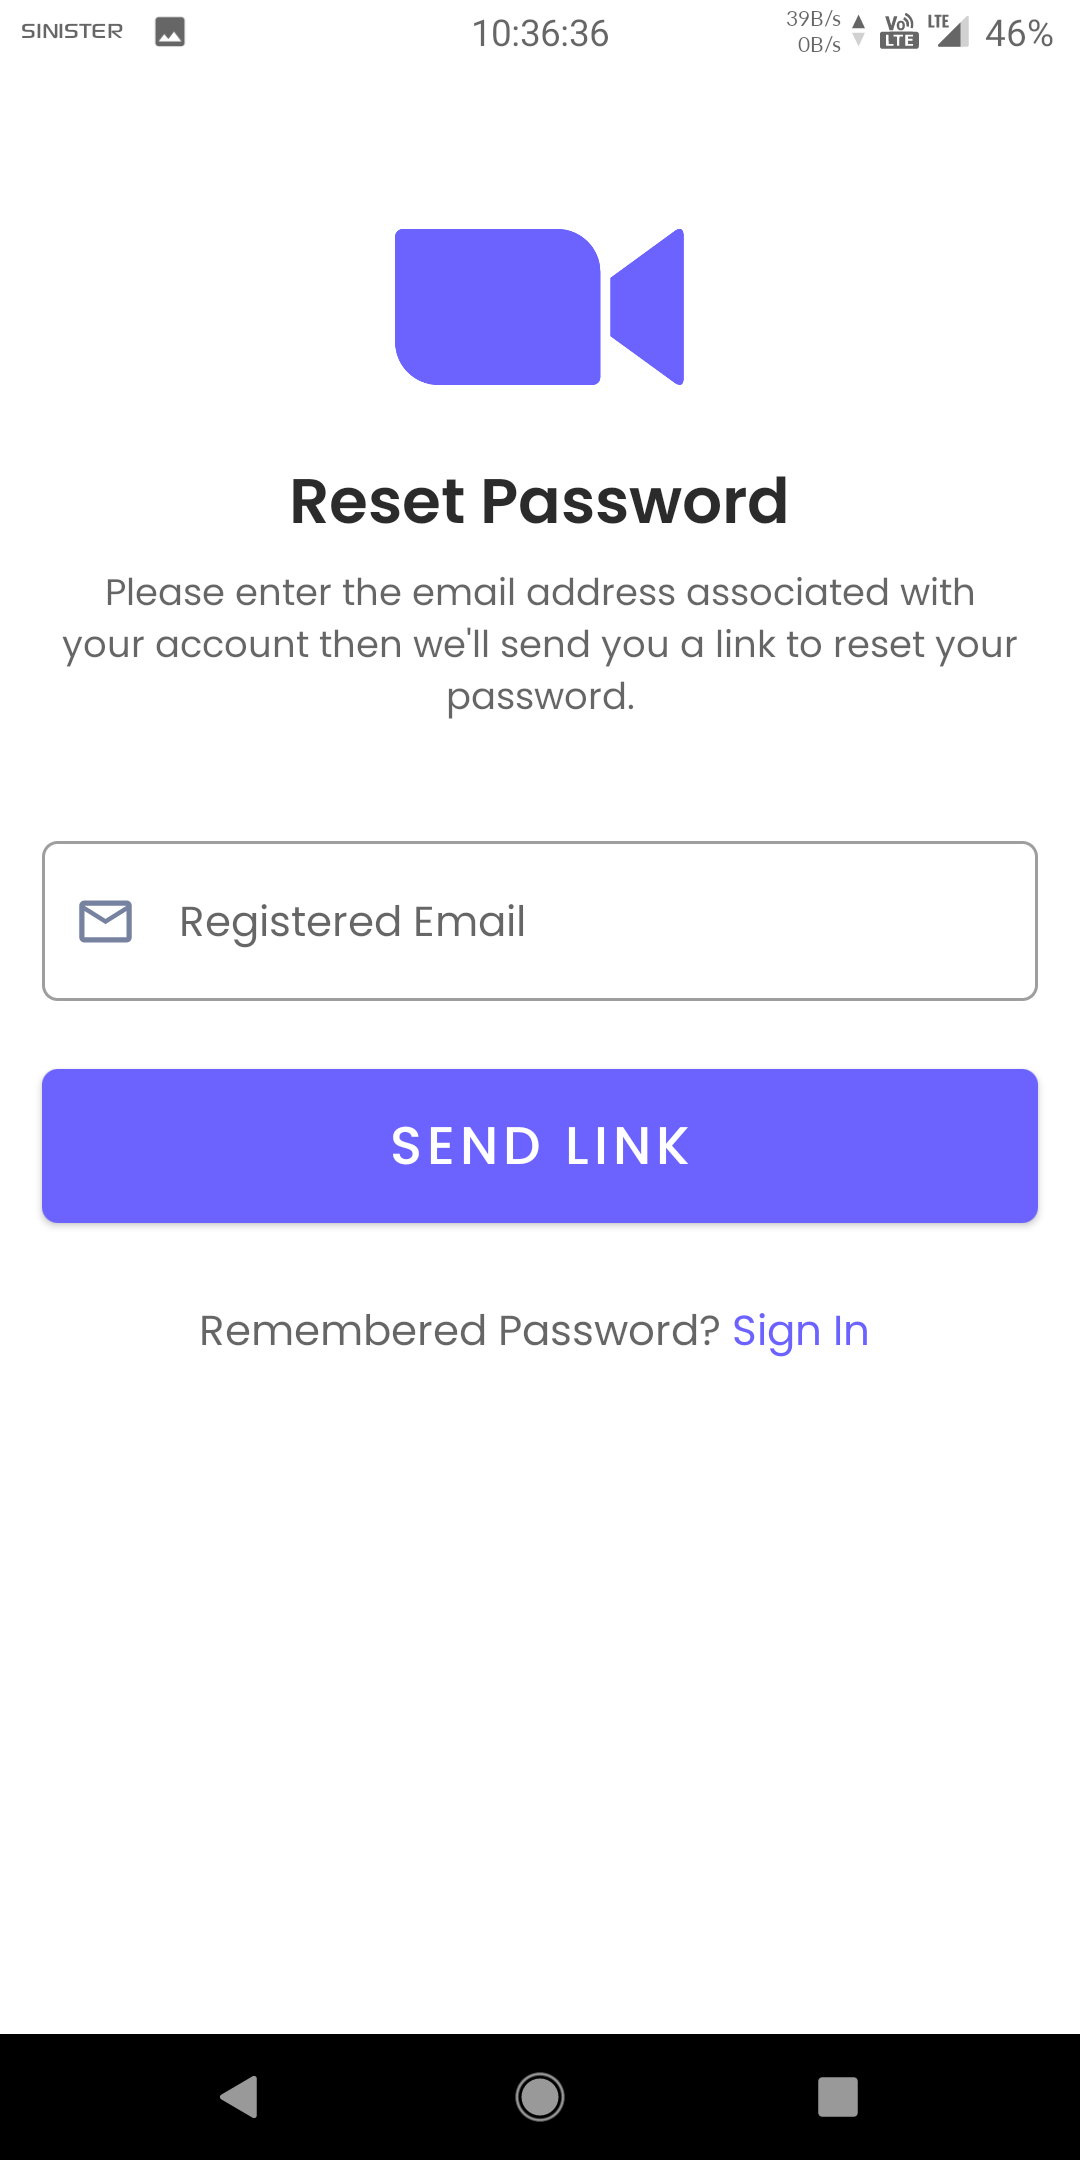 SINISTER
10:36:36
39B/s
0B/s
Vo
LTE
LTE
46%
Reset Password
Please enter the email address associated with
your account then we'll send you a link to reset your
password.
Registered Email
SEND LINK
Remembered Password? Sign In